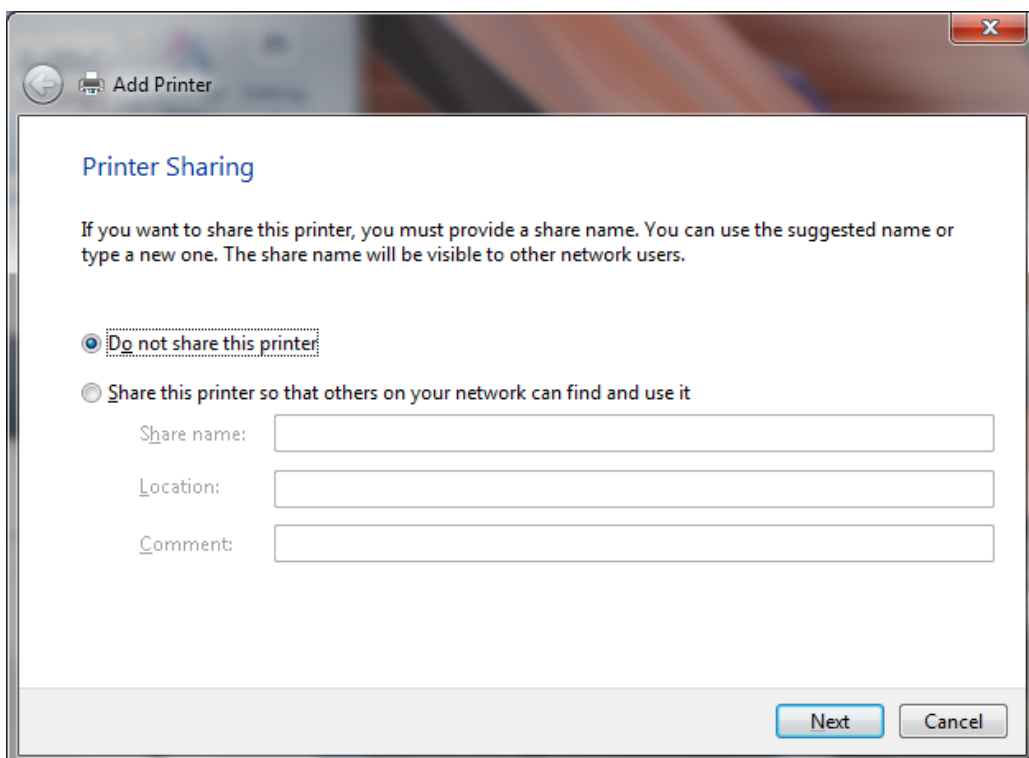 Add Printer
Printer Sharing
If you want to share this printer, you must provide a share name. You can use the suggested name or
type a new one. The share name will be visible to other network users.
Do not share this printer
Share this printer so that others on your network can find and use it
Share name:
Location:
Comment:
Next
Cancel